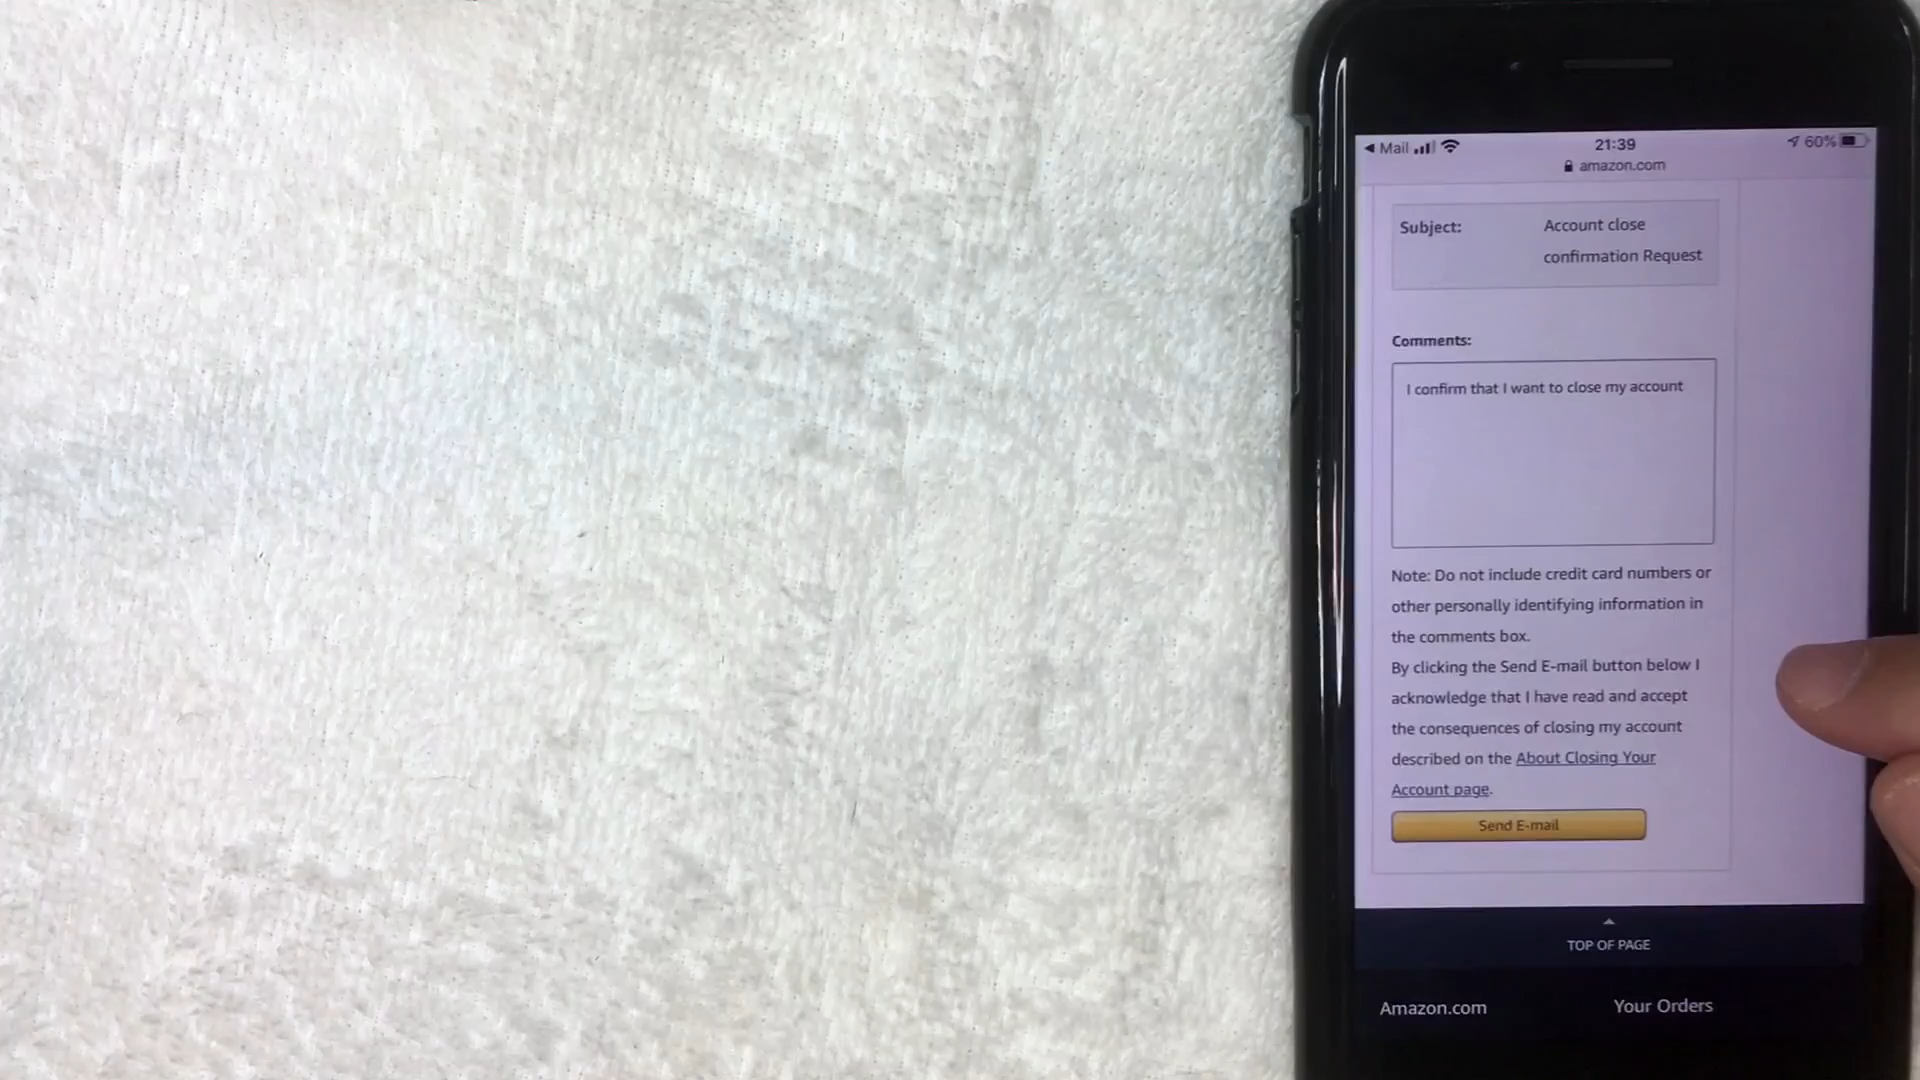 Mail
21:39
60%
amazon.com
Subject:
Account close
confirmation Request
Comments:
I confirm that I want to close my account
Note: Do not include credit card numbers or
other personally identifying information in
the comments box.
By clicking the Send E-mail button below I
acknowledge that I have read and accept
the consequences of closing my account
described on the About Closing Your
Account page.
Send E-mail
TOP OF PAGE
Amazon.com
Your Orders